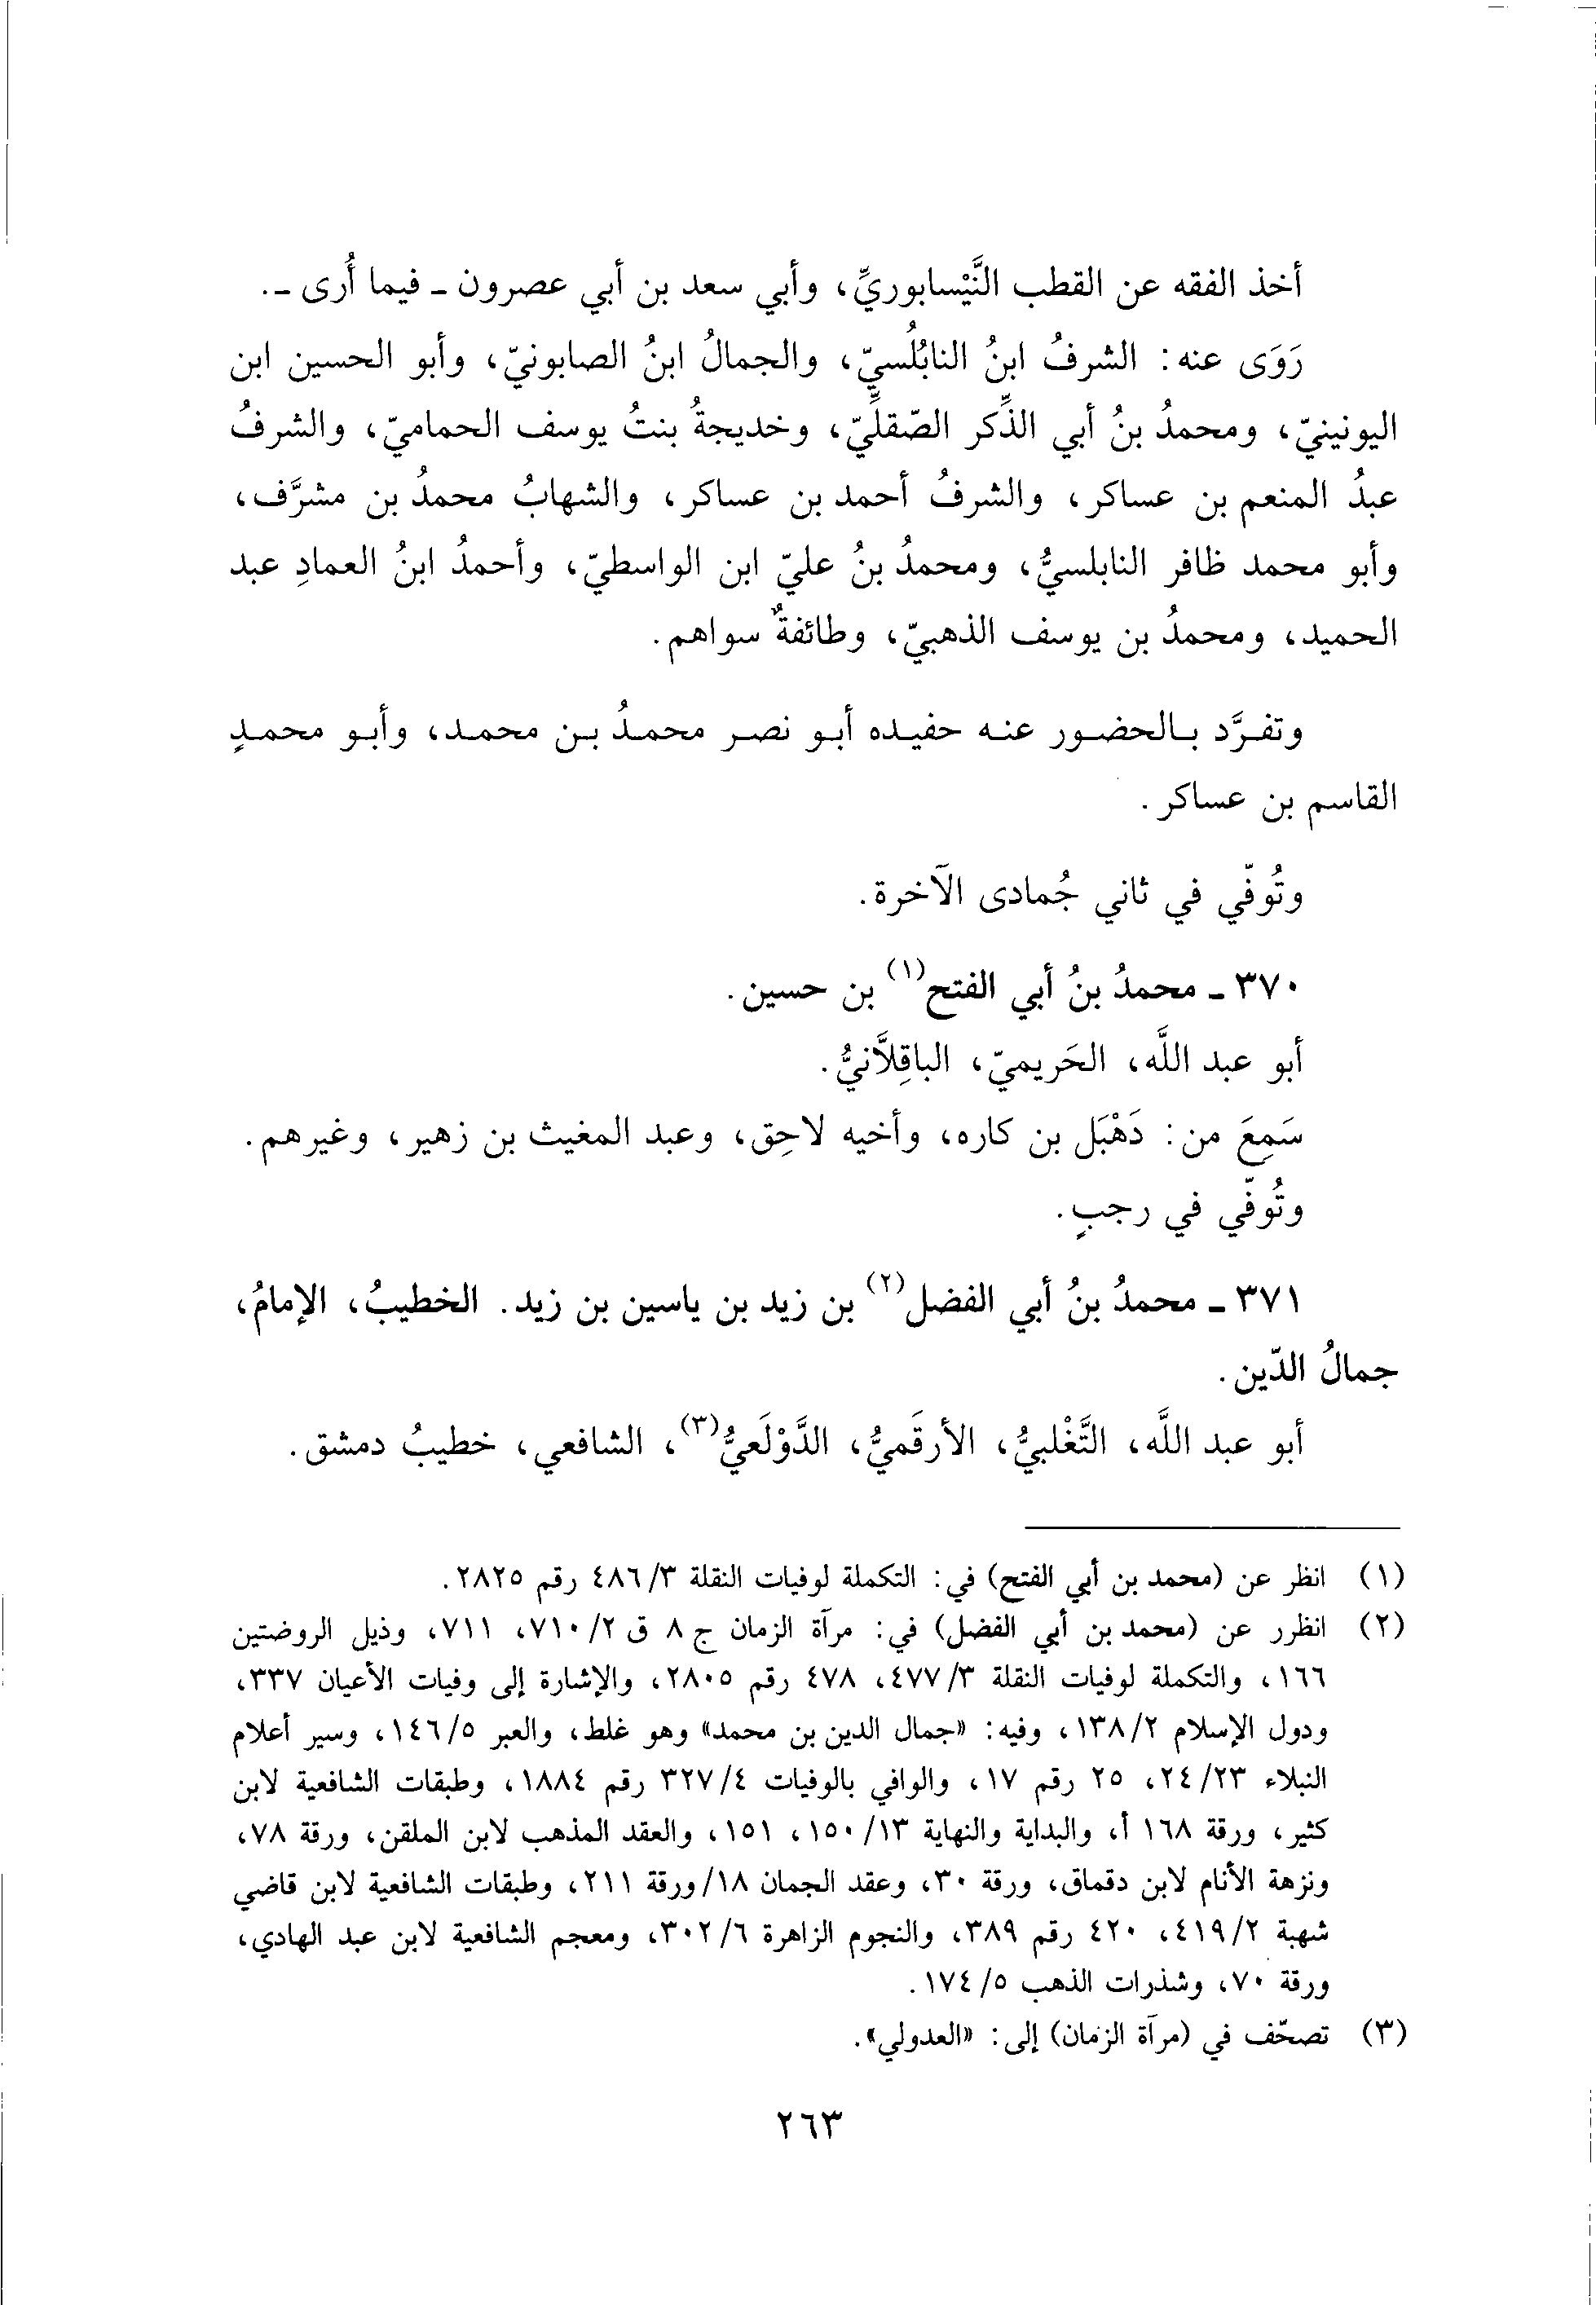 أخذ الفقه عن القطب النَّيْسابوريِّ، وأبي سعد بن أبي عصرون - فيما أُرى -.
رَوَى عنه: الشرفُ ابنُ النابُلُسيّ، والجمالُ ابنُ الصابونيّ، وأبو الحسين ابن
اليونينيّ، ومحمدُ بنُ أبي الذِّكر الصّقلِّيّ، وخديجةُ بنتُ يوسف الحماميّ، والشرفُ
عبدُ المنعم بن عساكر، والشرفُ أحمد بن عساكر، والشهابُ محمدُ بن مشرَّف،
وأبو محمد ظافر النابلسيُّ، ومحمدُ بنُ عليّ ابن الواسطيّ، وأحمدُ ابنُ العمادِ عبد
الحميد، ومحمدُ بن يوسف الذهبيّ، وطائفةٌ سواهم.
وتفرَّد بالحضور عنه حفيده أبو نصر محمدُ بن محمد، وأبو محمدٍ
القاسم بن عساكر.
وتُوفّي في ثاني جُمادى الآخرة.
٣٧٠ - محمدُ بنُ أبي الفتح(١) بن حسين.
أبو عبد اللَّه، الحَريميّ، الباقِلاَّنيُّ.
سَمِعَ من: دَهْبَل بن كاره، وأخيه لاحِق، وعبد المغيث بن زهير، وغيرهم.
وتُوفّي في رجبٍ.
٣٧١ - محمدُ بنُ أبي الفضل(٢) بن زيد بن ياسين بن زيد. الخطيبُ، الإمامُ،
جمالُ الدّين.
أبو عبد اللَّه، التَّغْلبيُّ، الأرقَميُّ، الدَّوْلَعيُّ(٣)، الشافعي، خطيبُ دمشق.
(١) انظر عن (محمد بن أبي الفتح) في: التكملة لوفيات النقلة ٣/ ٤٨٦ رقم ٢٨٢٥.
(٢) انظرر عن (محمد بن أبي الفضل) في: مرآة الزمان ج ٨ ق ٢/ ٧١٠، ٧١١، وذيل الروضتين
١٦٦، والتكملة لوفيات النقلة ٣/ ٤٧٧، ٤٧٨ رقم ٢٨٠٥، والإشارة إلى وفيات الأعيان ٣٣٧،
ودول الإسلام ٢/ ١٣٨، وفيه: «جمال الدين بن محمد» وهو غلط، والعبر ٥/ ١٤٦، وسير أعلام
النبلاء ٢٣/ ٢٤، ٢٥ رقم ١٧، والوافي بالوفيات ٤/ ٣٢٧ رقم ١٨٨٤، وطبقات الشافعية لابن
كثير، ورقة ١٦٨ أ، والبداية والنهاية ١٣/ ١٥٠، ١٥١، والعقد المذهب لابن الملقن، ورقة ٧٨،
ونزهة الأنام لابن دقماق، ورقة ٣٠، وعقد الجمان ١٨/ ورقة ٢١١، وطبقات الشافعية لابن قاضي
شهبة ٢/ ٤١٩، ٤٢٠ رقم ٣٨٩، والنجوم الزاهرة ٦/ ٣٠٢، ومعجم الشافعية لابن عبد الهادي،
ورقة ٧٠، وشذرات الذهب ٥/ ١٧٤.
(٣) تصحّف في (مرآة الزمان) إلى: «العدولي».
٢٦٣